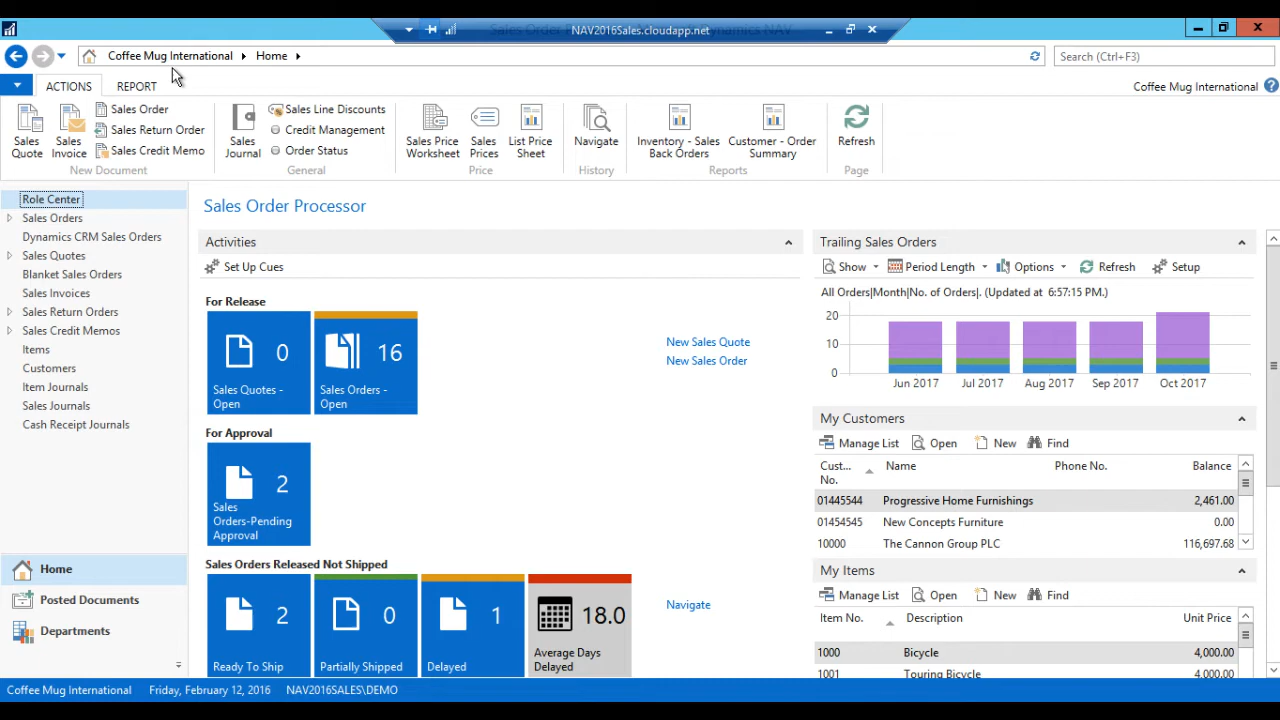 NAV2016Sales.cloudapp.net
Coffee Mug International
Home
Search (Ctrl+F3)
ACTIONS
REPORT
Coffee Mug International
Sales Quote
Sales Invoice
Sales Order
Sales Return Order
Sales Credit Memo
New Document
Sales Journal
Sales Line Discounts
Credit Management
Order Status
General
Sales Price Worksheet
Sales Prices
List Price Sheet
Price
Navigate
History
Inventory - Sales Back Orders
Customer - Order Summary
Reports
Refresh
Page
Role Center
Sales Orders
Dynamics CRM Sales Orders
Sales Quotes
Blanket Sales Orders
Sales Invoices
Sales Return Orders
Sales Credit Memos
Items
Customers
Item Journals
Sales Journals
Cash Receipt Journals
Home
Posted Documents
Departments
Sales Order Processor
Activities
Set Up Cues
For Release
0
Sales Quotes -
Open
16
Sales Orders -
Open
New Sales Quote
New Sales Order
For Approval
2
Sales
Orders-Pending
Approval
Sales Orders Released Not Shipped
2
Ready To Ship
0
Partially Shipped
1
Delayed
18.0
Average Days
Delayed
Navigate
Trailing Sales Orders
Show
Period Length
Options
Refresh
Setup
All Orders|Month|No. of Orders|. (Updated at 6:57:15 PM.)
20
10
0
Jun 2017 Jul 2017 Aug 2017 Sep 2017 Oct 2017
My Customers
Manage List
Open
New
Find
Cust... No. Name Phone No. Balance
01445544 Progressive Home Furnishings 2,461.00
01454545 New Concepts Furniture 0.00
10000 The Cannon Group PLC 116,697.68
My Items
Manage List
Open
New
Find
Item No. Description Unit Price
1000 Bicycle 4,000.00
1001 Touring Bicycle 4,000.00
Coffee Mug International
Friday, February 12, 2016
NAV2016SALES\DEMO